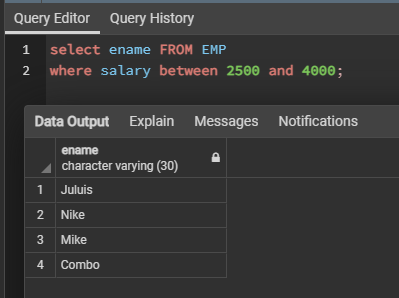 Query Editor Query History
1 select ename FROM EMP
2 where salary between 2500 and 4000;
Data Output Explain Messages Notifications
ename
character varying (30)
1 Juluis
2 Nike
3 Mike
4 Combo